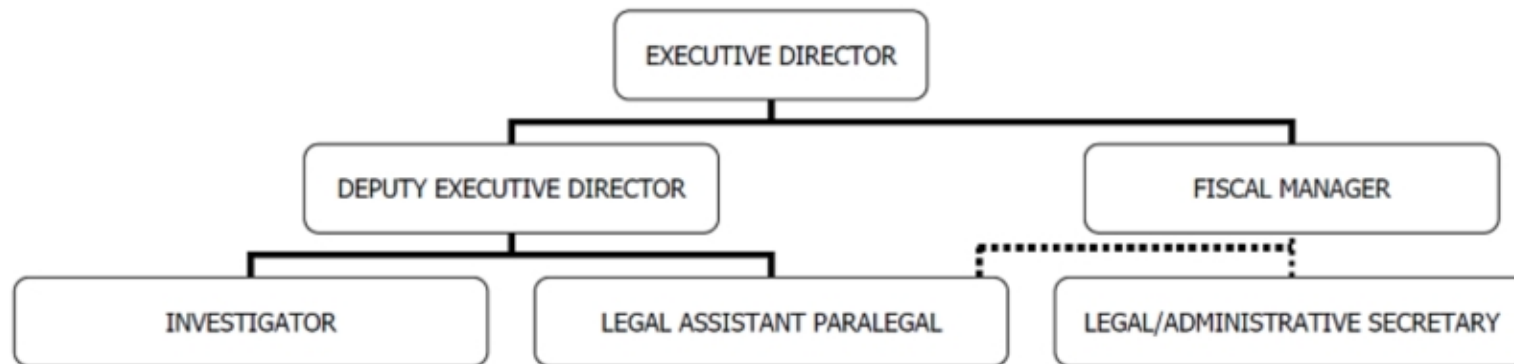 EXECUTIVE DIRECTOR
DEPUTY EXECUTIVE DIRECTOR
FISCAL MANAGER
INVESTIGATOR
LEGAL ASSISTANT PARALEGAL
LEGAL/ADMINISTRATIVE SECRETARY